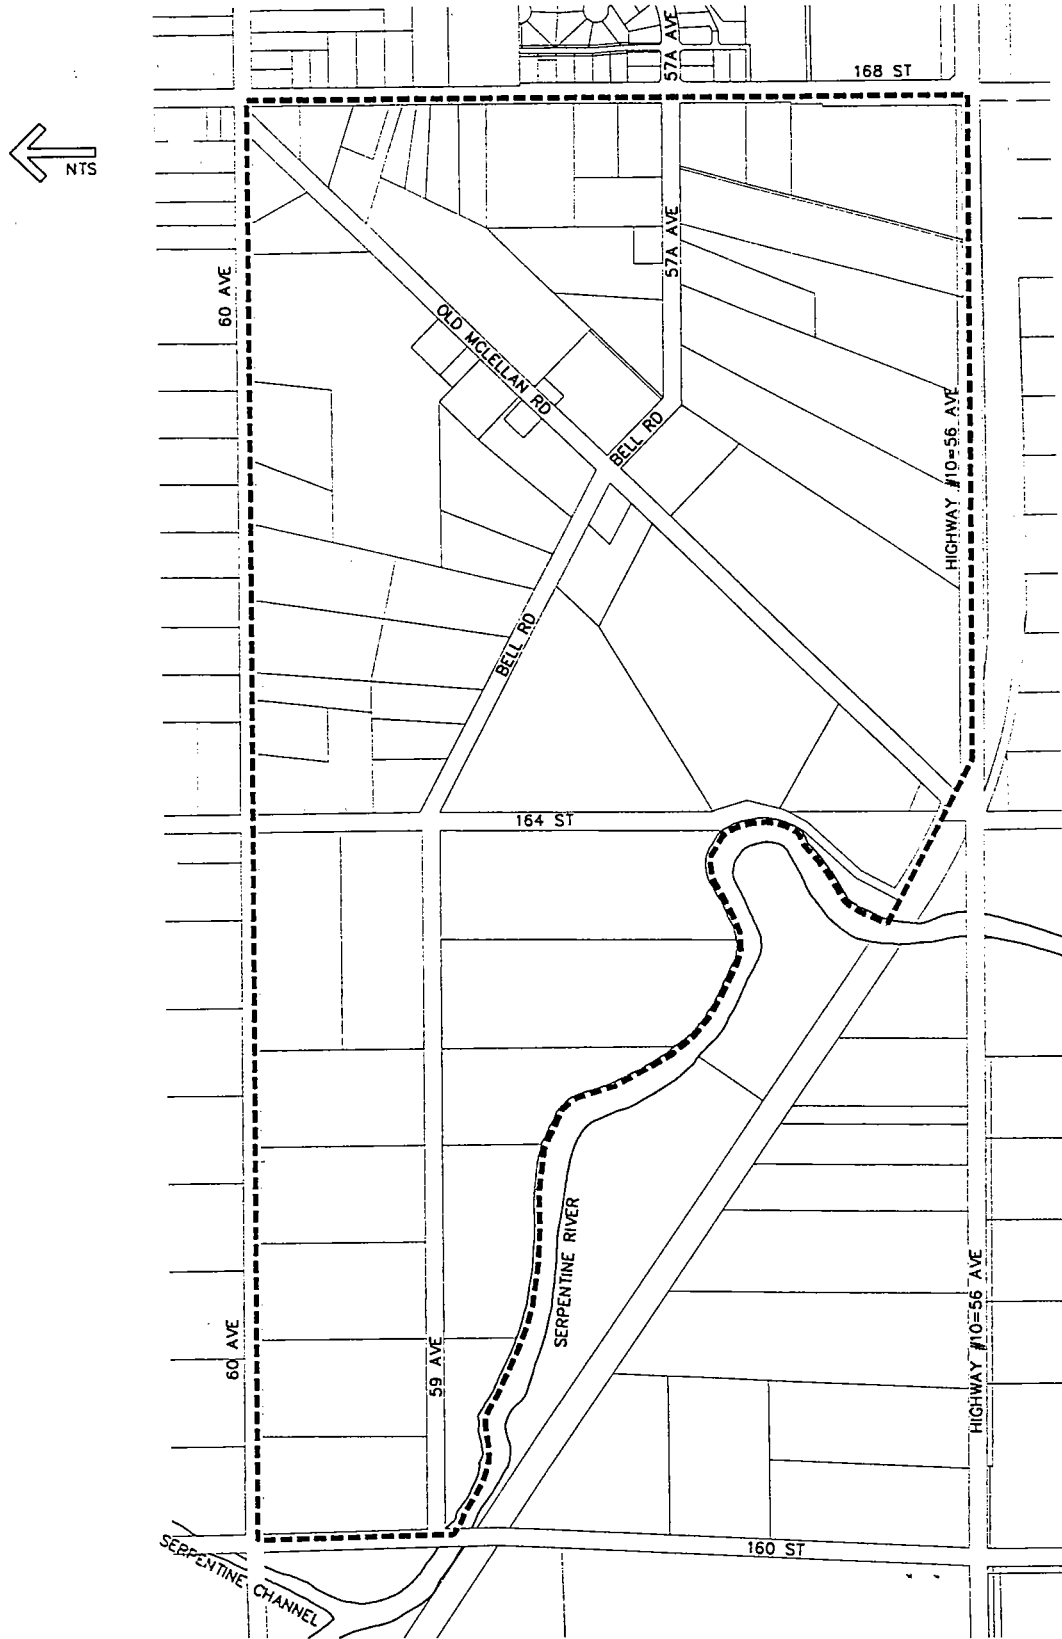 57A AVE
168 ST
NTS
60 AVE
57A AVE
OLD MCLELLAN RD
BELL RD
HIGHWAY #10=56 AVE
BELL RD
164 ST
SERPENTINE RIVER
60 AVE
59 AVE
HIGHWAY #10=56 AVE
160 ST
SERPENTINE CHANNEL